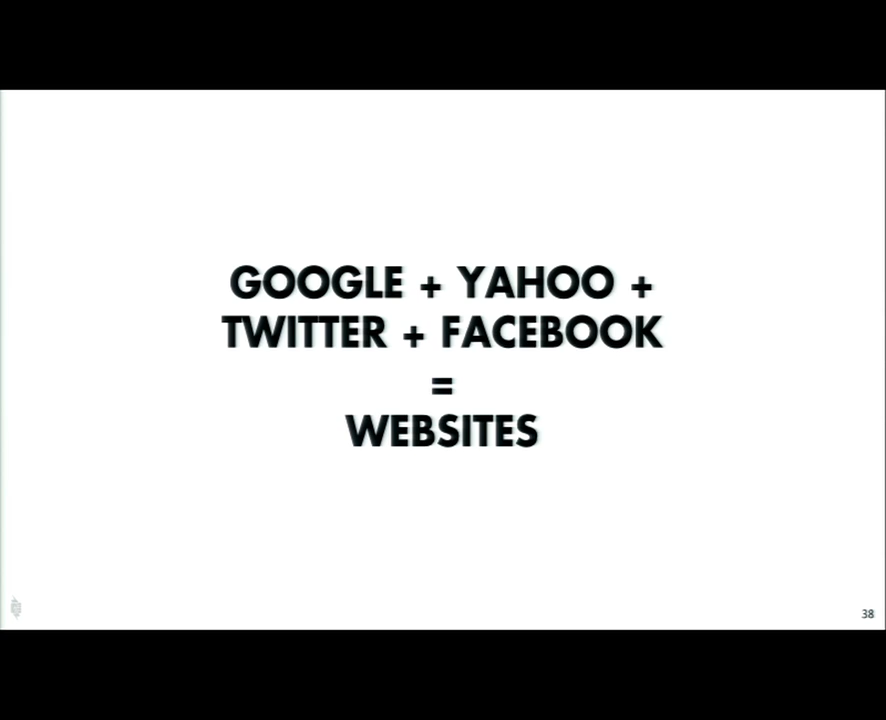 GOOGLE + YAHOO +
TWITTER + FACEBOOK
=
WEBSITES
38